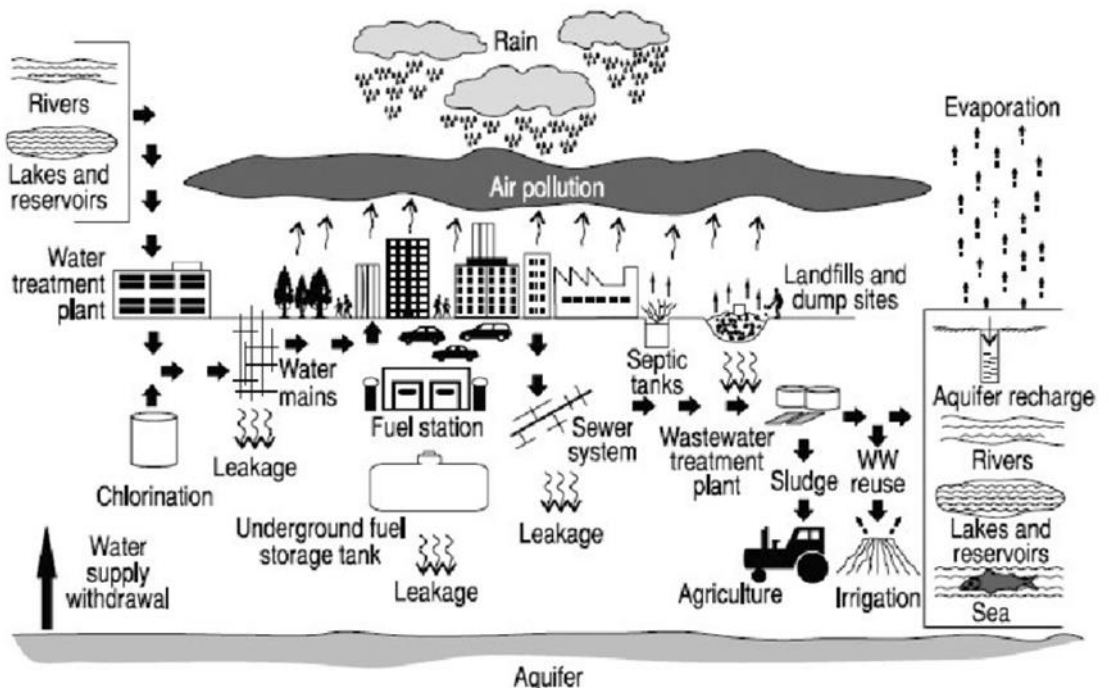 Rain
Rivers
Lakes and
reservoirs
Evaporation
Air pollution
Water
treatment
plant
Landfills and
dump sites
Water
mains
Septic
tanks
Aquifer recharge
Fuel station
Sewer
system
Wastewater
treatment
plant
Sludge
WW
reuse
Rivers
Leakage
Chlorination
Underground fuel
storage tank
Leakage
Lakes and
reservoirs
Water
supply
withdrawal
Leakage
Agriculture
Irrigation
Sea
Aquifer